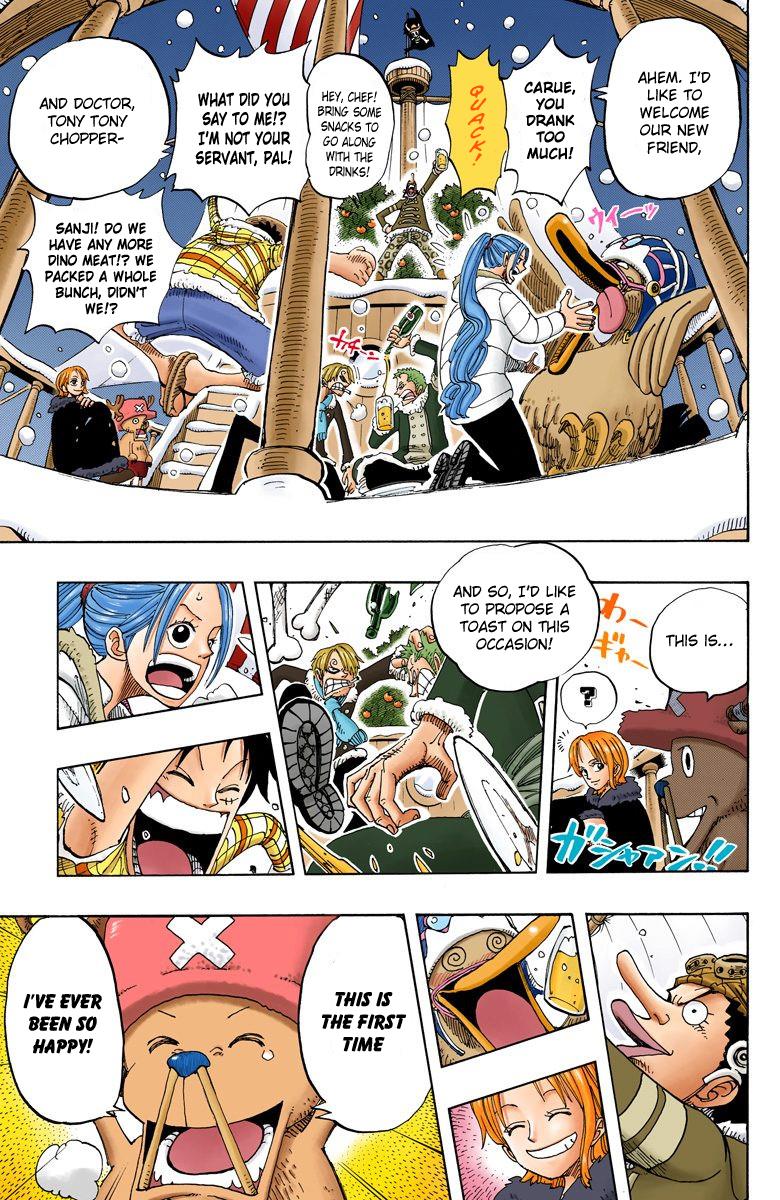 AHEM. I'D
LIKE TO
WELCOME
OUR NEW
FRIEND,
CARUE,
YOU
DRANK
TOO
MUCH!
QUACK!
ウィーッ
HEY, CHEF!
BRING SOME
SNACKS TO
GO ALONG
WITH THE
DRINKS!
WHAT DID YOU
SAY TO ME!?
I'M NOT YOUR
SERVANT, PAL!
AND DOCTOR,
TONY TONY
CHOPPER-
SANJI! DO WE
HAVE ANY MORE
DINO MEAT!? WE
PACKED A WHOLE
BUNCH, DIDN'T
WE!?
ガチーン
THIS IS...
わー
ギャー
?
ガシャアン!!
AND SO, I'D LIKE
TO PROPOSE A
TOAST ON THIS
OCCASION!
THIS IS
THE FIRST
TIME
I'VE EVER
BEEN SO
HAPPY!